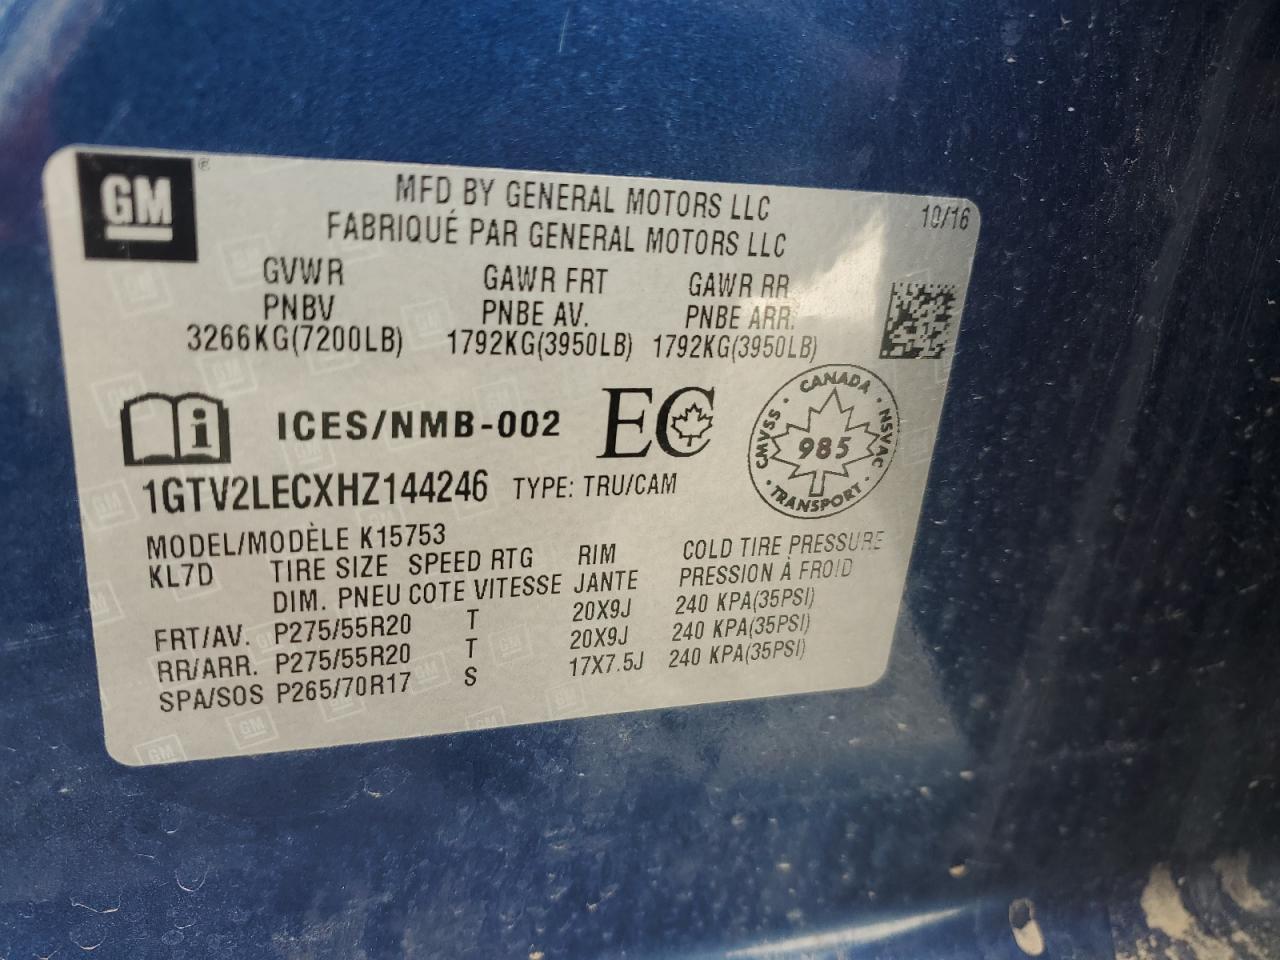 GM ®
MFD BY GENERAL MOTORS LLC
10/16
FABRIQUÉ PAR GENERAL MOTORS LLC
GVWR GAWR FRT GAWR RR
PNBV PNBE AV. PNBE ARR.
3266KG(7200LB) 1792KG(3950LB) 1792KG(3950LB)
i ICES/NMB-002 EC
CANADA
CMVSS 985 NSVAC
TRANSPORT
1GTV2LECXHZ144246 TYPE: TRU/CAM
MODEL/MODÈLE K15753
KL7D TIRE SIZE SPEED RTG RIM COLD TIRE PRESSURE
DIM. PNEU COTE VITESSE JANTE PRESSION À FROID
FRT/AV. P275/55R20 T 20X9J 240 KPA(35PSI)
RR/ARR. P275/55R20 T 20X9J 240 KPA(35PSI)
SPA/SOS P265/70R17 S 17X7.5J 240 KPA(35PSI)